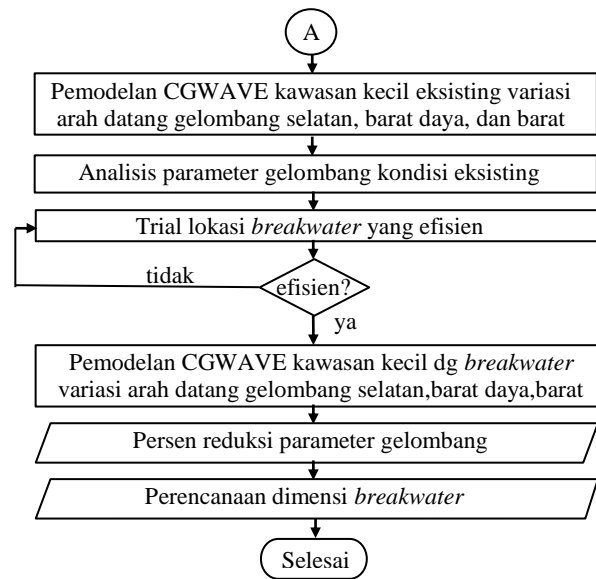 A
Pemodelan CGWAVE kawasan kecil eksisting variasi
arah datang gelombang selatan, barat daya, dan barat
Analisis parameter gelombang kondisi eksisting
Trial lokasi breakwater yang efisien
tidak
efisien?
ya
Pemodelan CGWAVE kawasan kecil dg breakwater
variasi arah datang gelombang selatan,barat daya,barat
Persen reduksi parameter gelombang
Perencanaan dimensi breakwater
Selesai